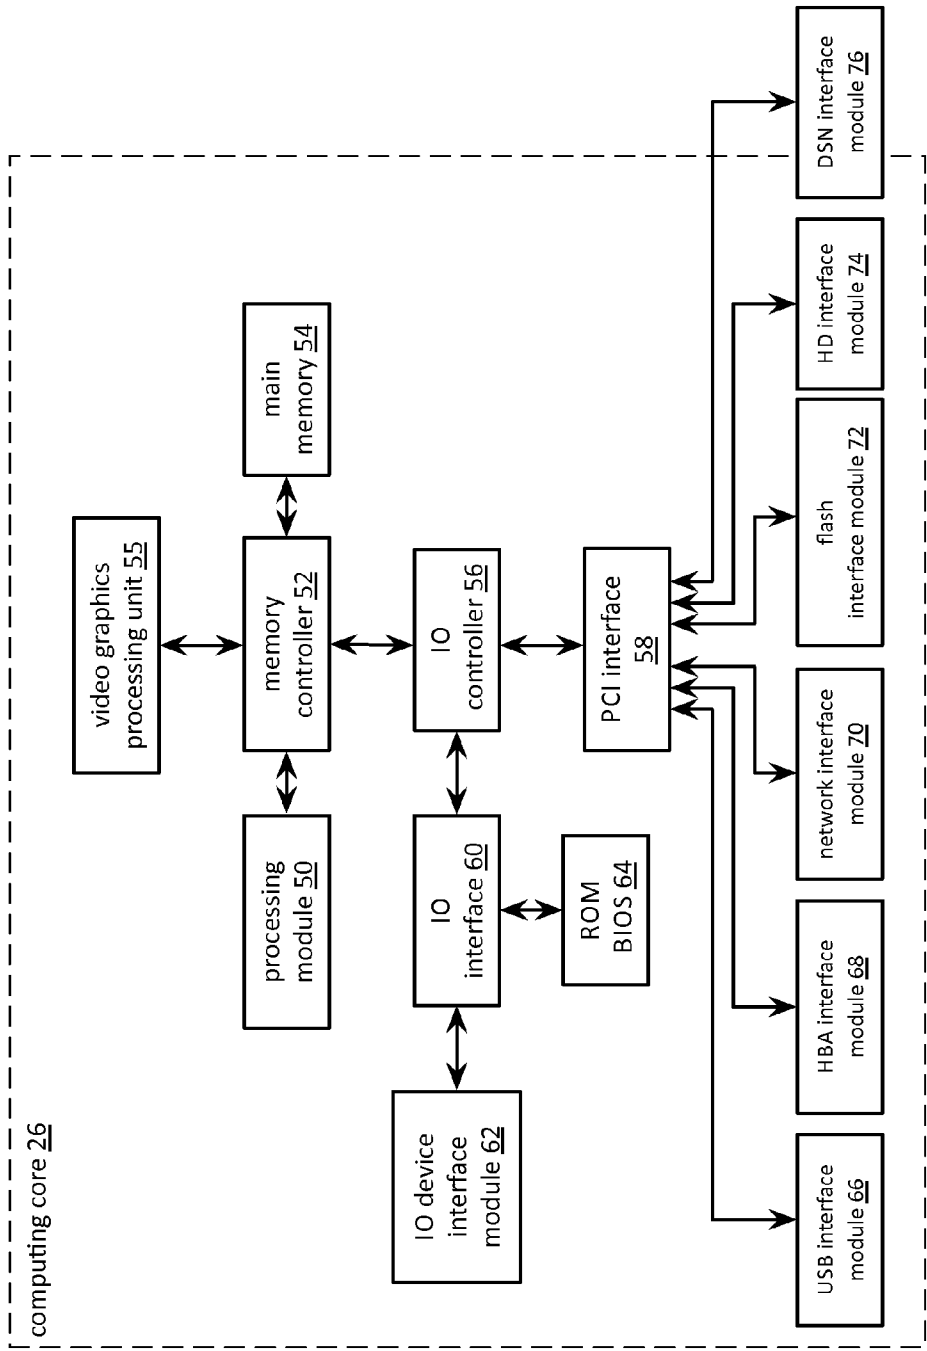 computing core 26
video graphics
processing unit 55
processing
module 50
memory
controller 52
main
memory 54
IO device
interface
module 62
IO
interface 60
IO
controller 56
ROM
BIOS 64
PCI interface
58
USB interface
module 66
HBA interface
module 68
network interface
module 70
flash
interface module 72
HD interface
module 74
DSN interface
module 76